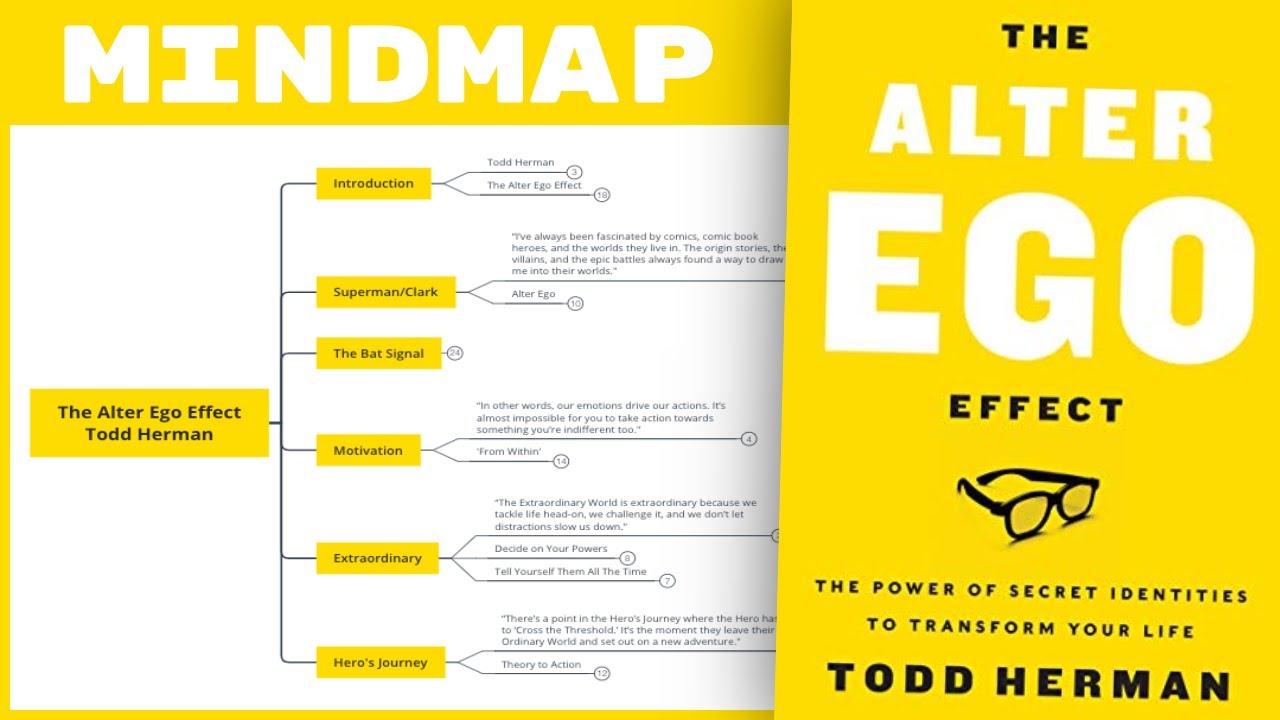 MINDMAP
The Alter Ego Effect
Todd Herman
Introduction
Todd Herman
3
The Alter Ego Effect
18
Superman/Clark
"I've always been fascinated by comics, comic book
heroes, and the worlds they live in. The origin stories, the
villains, and the epic battles always found a way to draw
me into their worlds."
Alter Ego
10
The Bat Signal
24
Motivation
"In other words, our emotions drive our actions. It's
almost impossible for you to take action towards
something you're indifferent too."
4
'From Within'
14
Extraordinary
"The Extraordinary World is extraordinary because we
tackle life head-on, we challenge it, and we don't let
distractions slow us down."
Decide on Your Powers
8
Tell Yourself Them All The Time
7
Hero's Journey
"There's a point in the Hero's Journey where the Hero has
to 'Cross the Threshold.' It's the moment they leave their
Ordinary World and set out on a new adventure."
Theory to Action
12
THE
ALTER
EGO
EFFECT
THE POWER OF SECRET IDENTITIES
TO TRANSFORM YOUR LIFE
TODD HERMAN